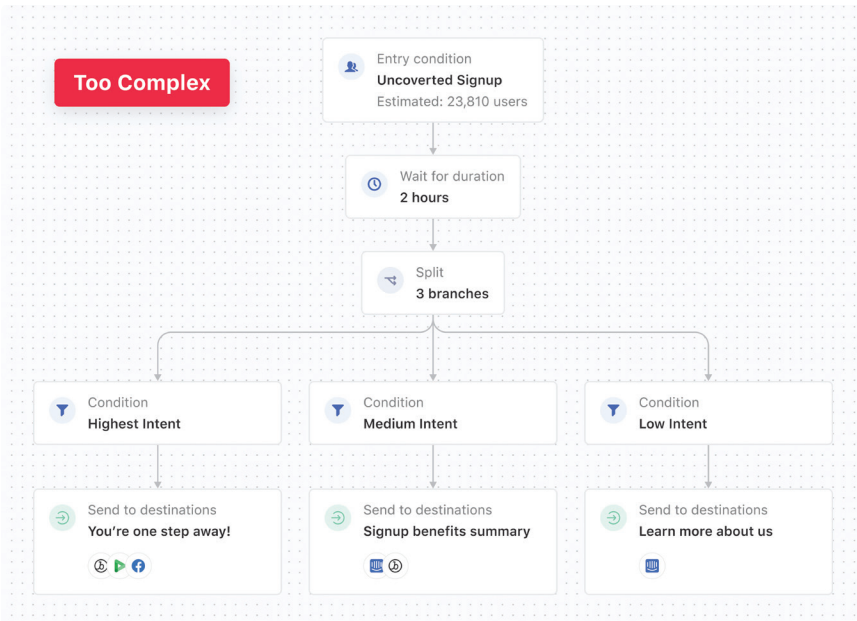 Too Complex
Entry condition
Uncoverted Signup
Estimated: 23,810 users
Wait for duration
2 hours
Split
3 branches
Condition
Highest Intent
Condition
Medium Intent
Condition
Low Intent
Send to destinations
You’re one step away!
Send to destinations
Signup benefits summary
Send to destinations
Learn more about us